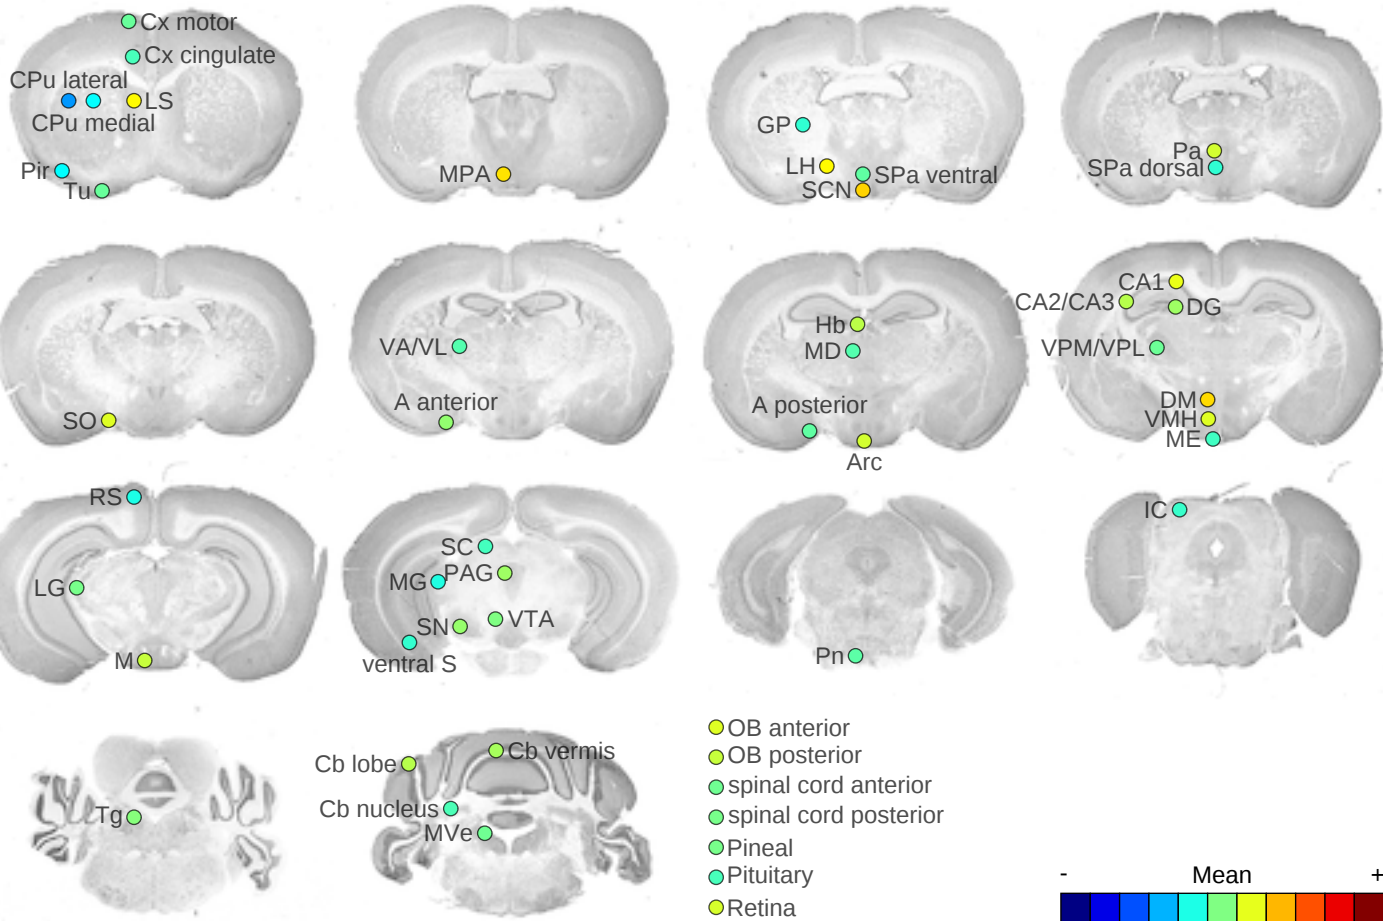 Cx motor
Cx cingulate
CPu lateral
LS
CPu medial
Pir
Tu
MPA
GP
LH
SPa ventral
SCN
Pa
SPa dorsal
SO
VA/VL
A anterior
Hb
MD
A posterior
Arc
CA1
CA2/CA3
DG
VPM/VPL
DM
VMH
ME
RS
LG
M
SC
MG
PAG
SN
VTA
ventral S
Pn
IC
Tg
Cb lobe
Cb vermis
Cb nucleus
MVe
OB anterior
OB posterior
spinal cord anterior
spinal cord posterior
Pineal
Pituitary
Retina
- Mean +